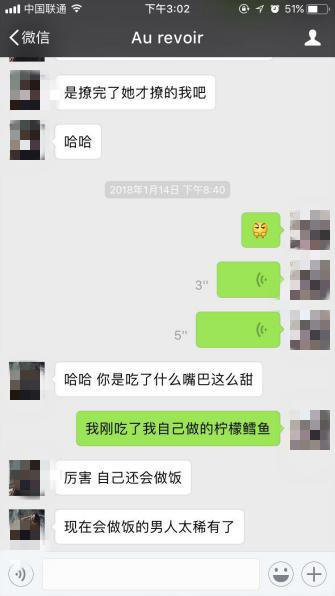 中国联通 下午3:02 51%
微信 Au revoir
是撩完了她才撩的我吧
哈哈
2018年1月14日 下午8:40
3"
5"
哈哈 你是吃了什么嘴巴这么甜
我刚吃了我自己做的柠檬鳕鱼
厉害 自己还会做饭
现在会做饭的男人太稀有了